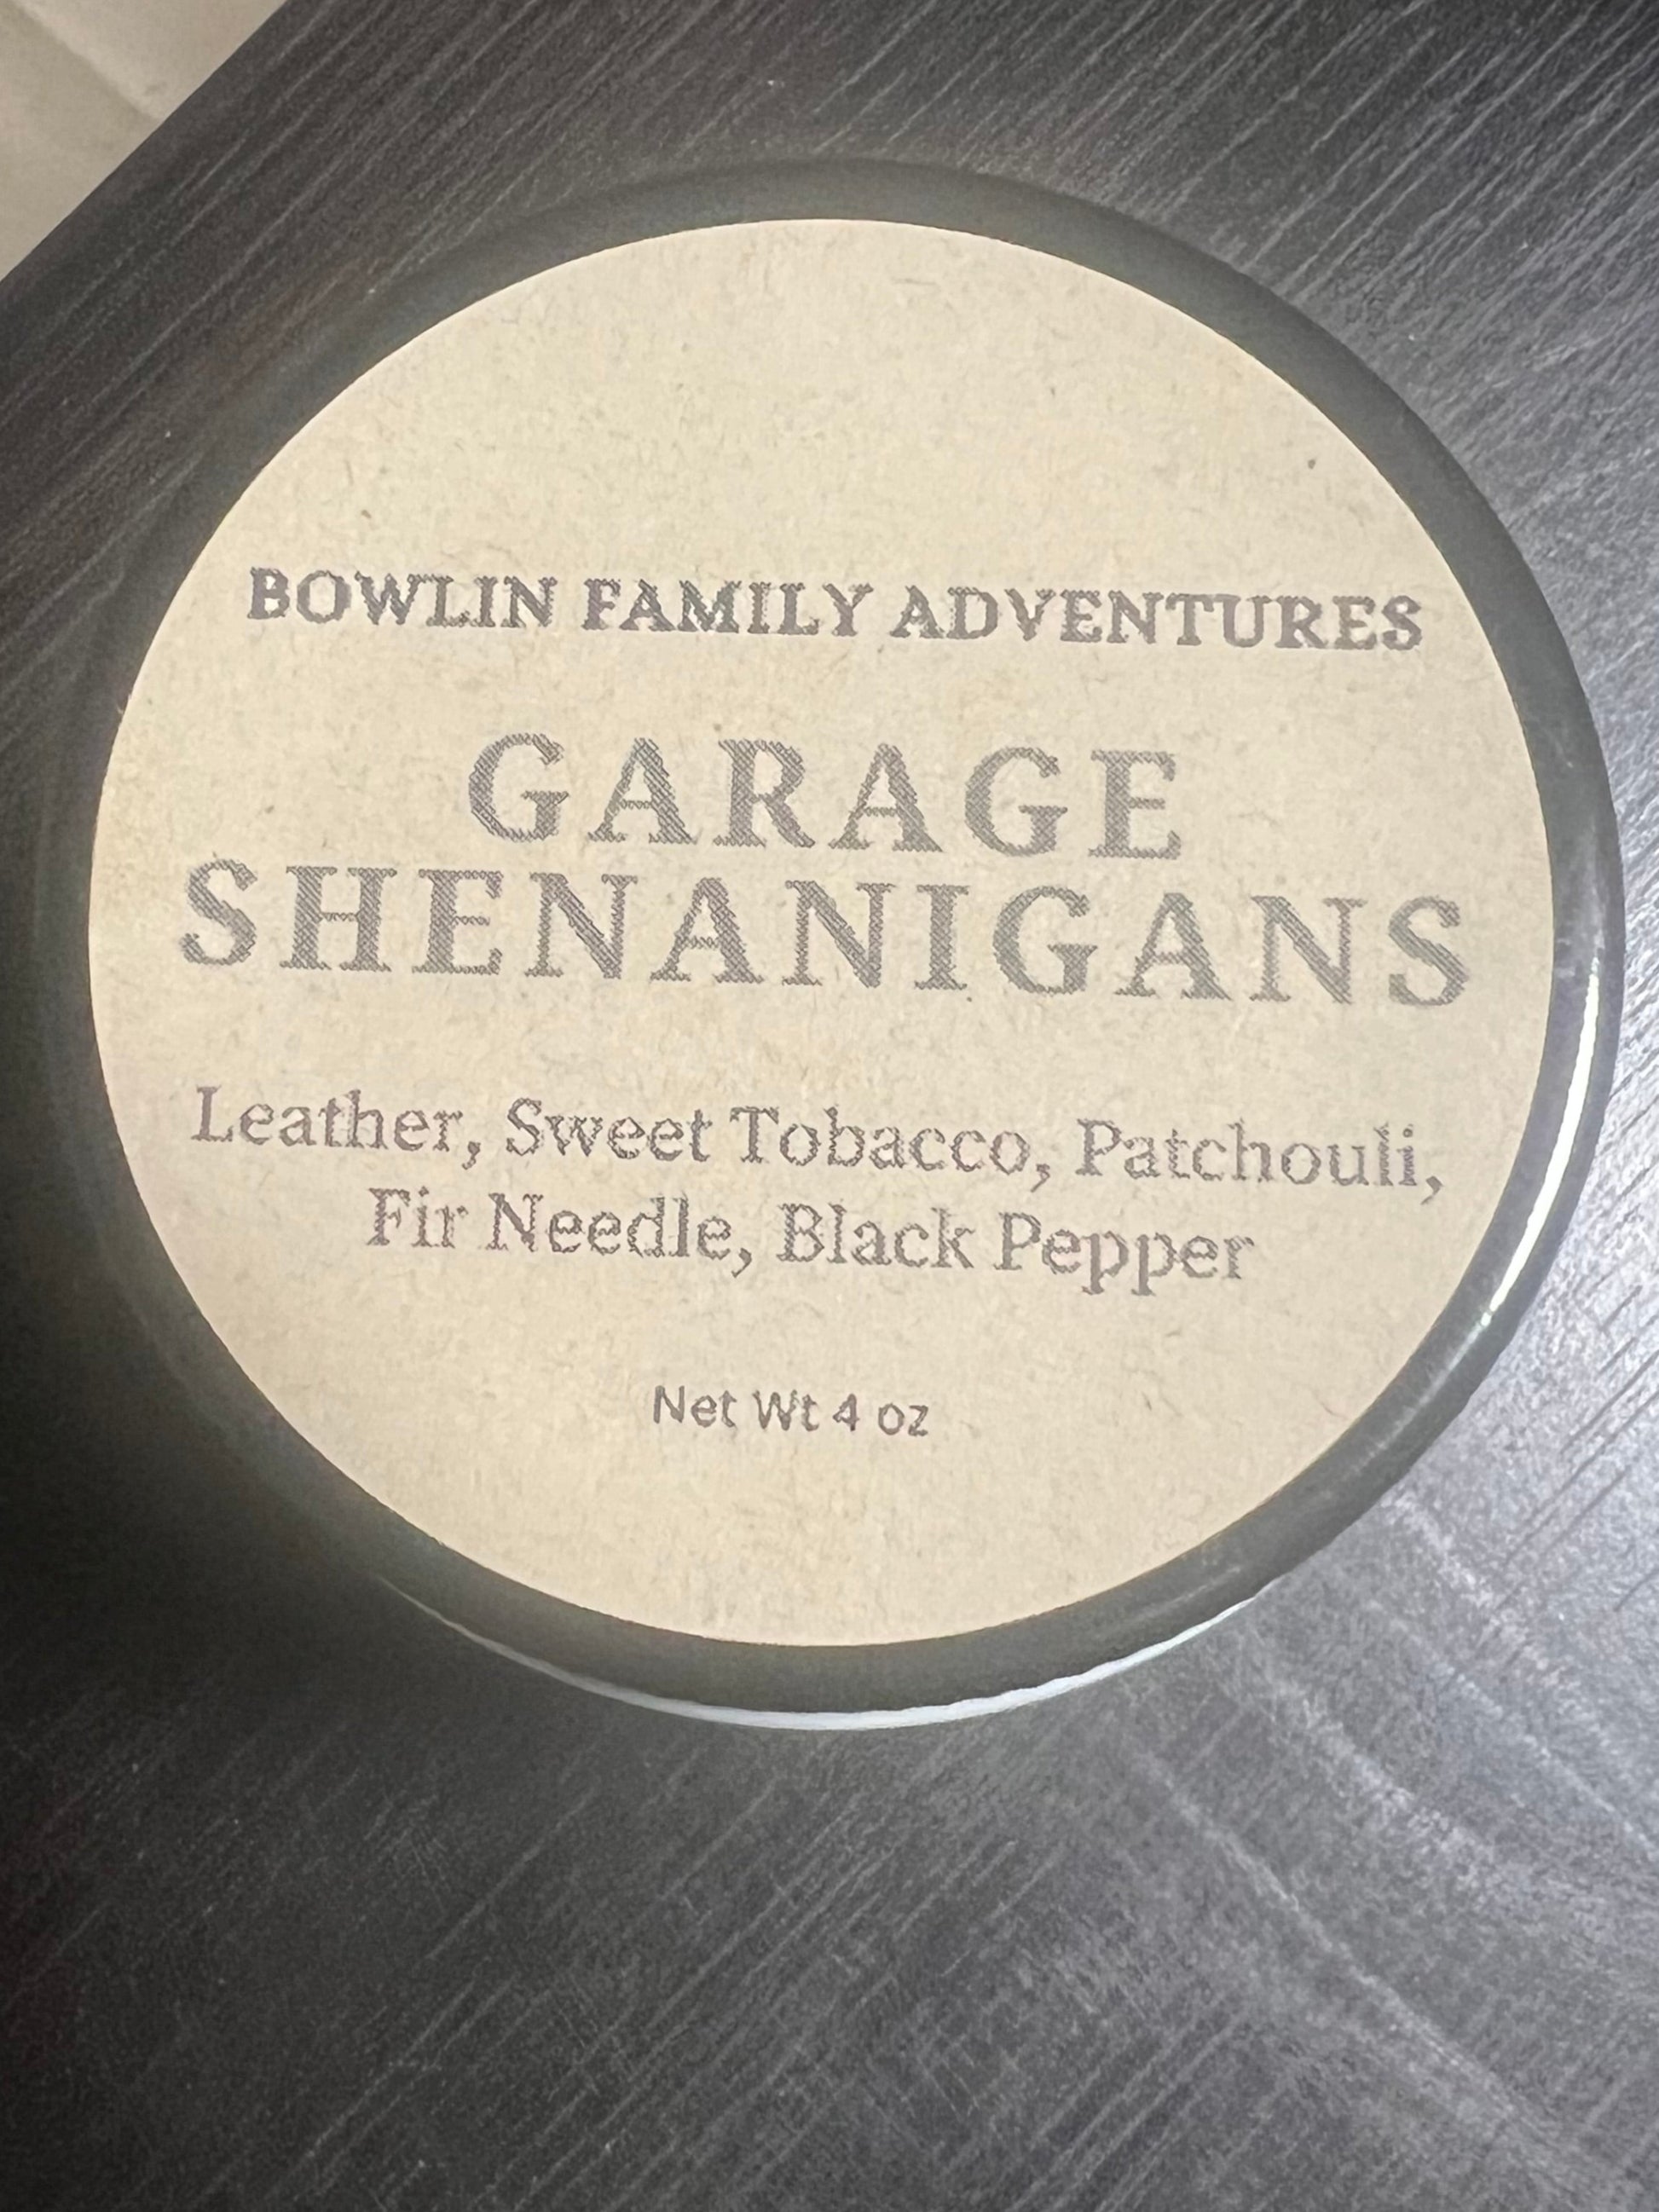 BOWLIN FAMILY ADVENTURES
GARAGE
SHENANIGANS
Leather, Sweet Tobacco, Patchouli,
Fir Needle, Black Pepper
Net Wt 4 oz